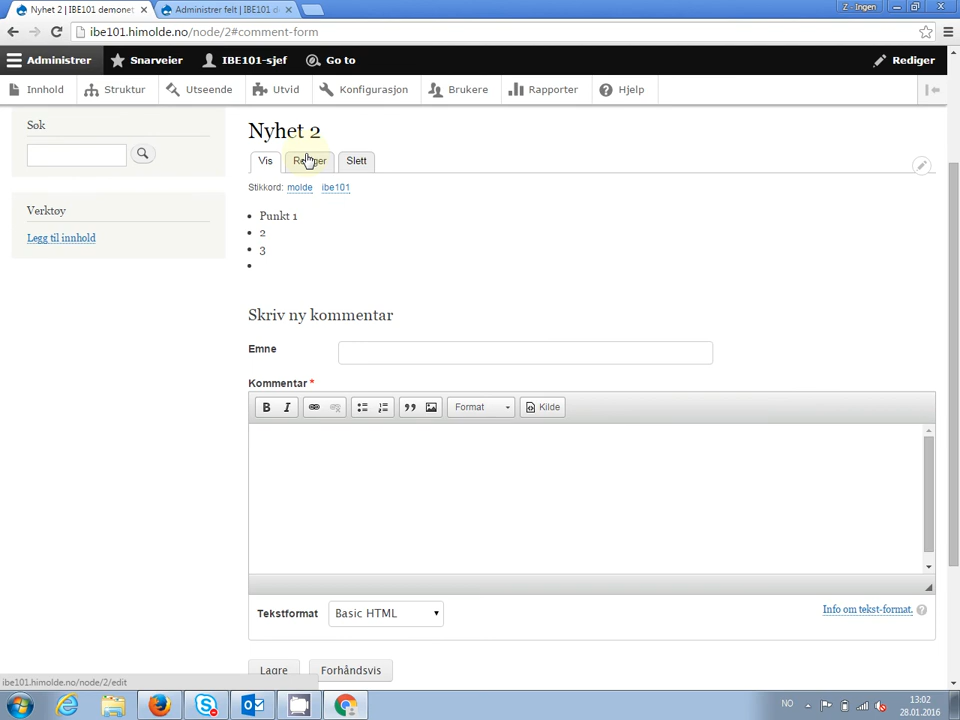 Nyhet 2 | IBE101 demonet
Administrer felt | IBE101 d
Z - Ingen
ibe101.himolde.no/node/2#comment-form
Administrer
Snarveier
IBE101-sjef
Go to
Rediger
Innhold
Struktur
Utseende
Utvid
Konfigurasjon
Brukere
Rapporter
Hjelp
Søk
Nyhet 2
Vis
Rediger
Slett
Stikkord: molde ibe101
Verktøy
Legg til innhold
Punkt 1
2
3
Skriv ny kommentar
Emne
Kommentar *
B I
Format
Kilde
Tekstformat
Basic HTML
Info om tekst-format.
Lagre
Forhåndsvis
ibe101.himolde.no/node/2/edit
NO
13:02
28.01.2016